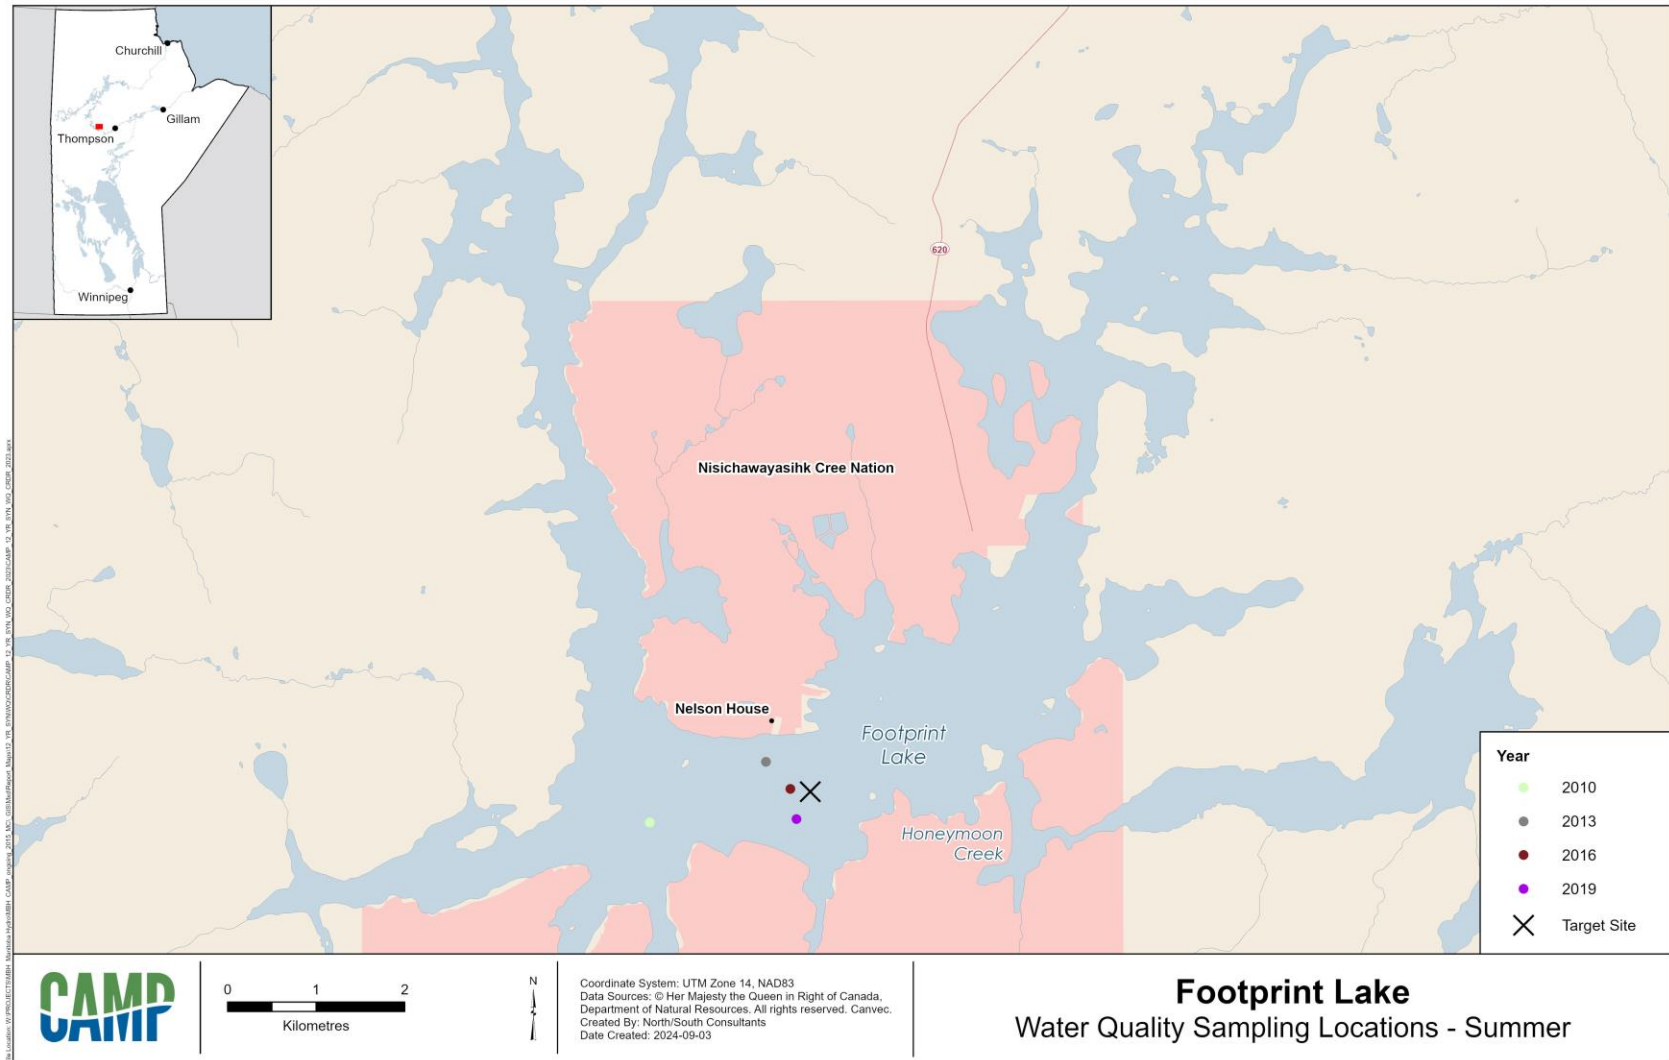 Churchill
Gillam
Thompson
Winnipeg
620
Nisichawayasihk Cree Nation
Nelson House
Footprint
Lake
Honeymoon
Creek
Year
2010
2013
2016
2019
Target Site
CAMP
0 1 2
Kilometres
N
Coordinate System: UTM Zone 14, NAD83
Data Sources: © Her Majesty the Queen in Right of Canada,
Department of Natural Resources. All rights reserved. Canvec.
Created By: North/South Consultants
Date Created: 2024-09-03
Footprint Lake
Water Quality Sampling Locations - Summer